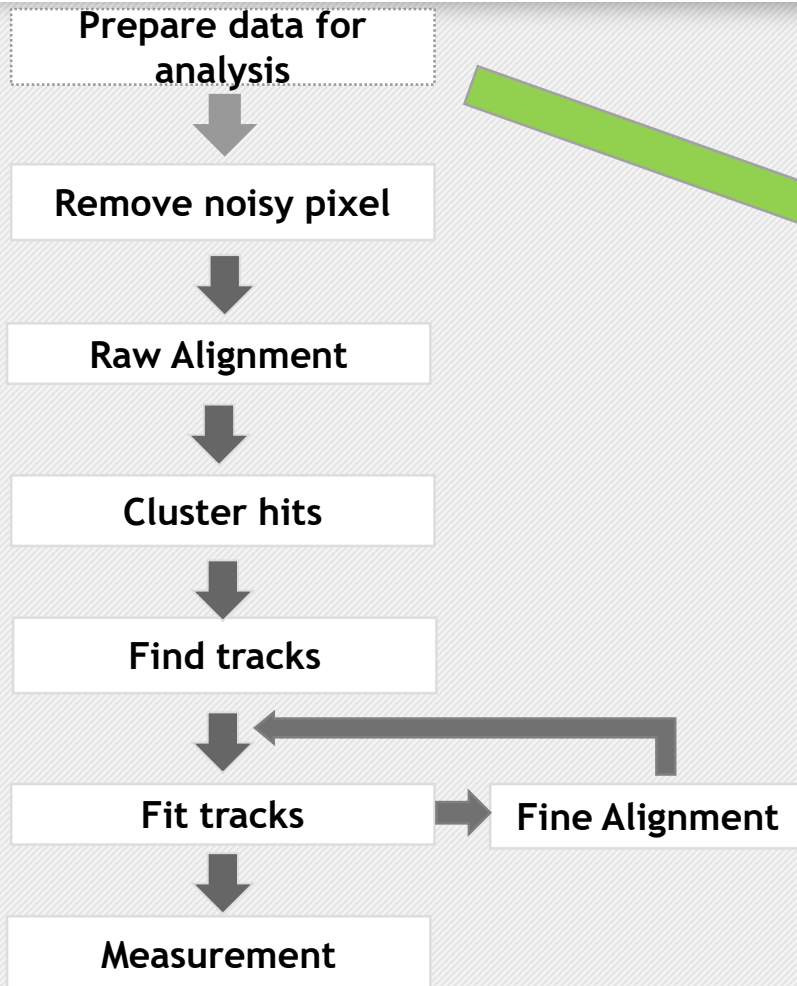 Prepare data for
analysis
Remove noisy pixel
Raw Alignment
Cluster hits
Find tracks
Fit tracks
Fine Alignment
Measurement